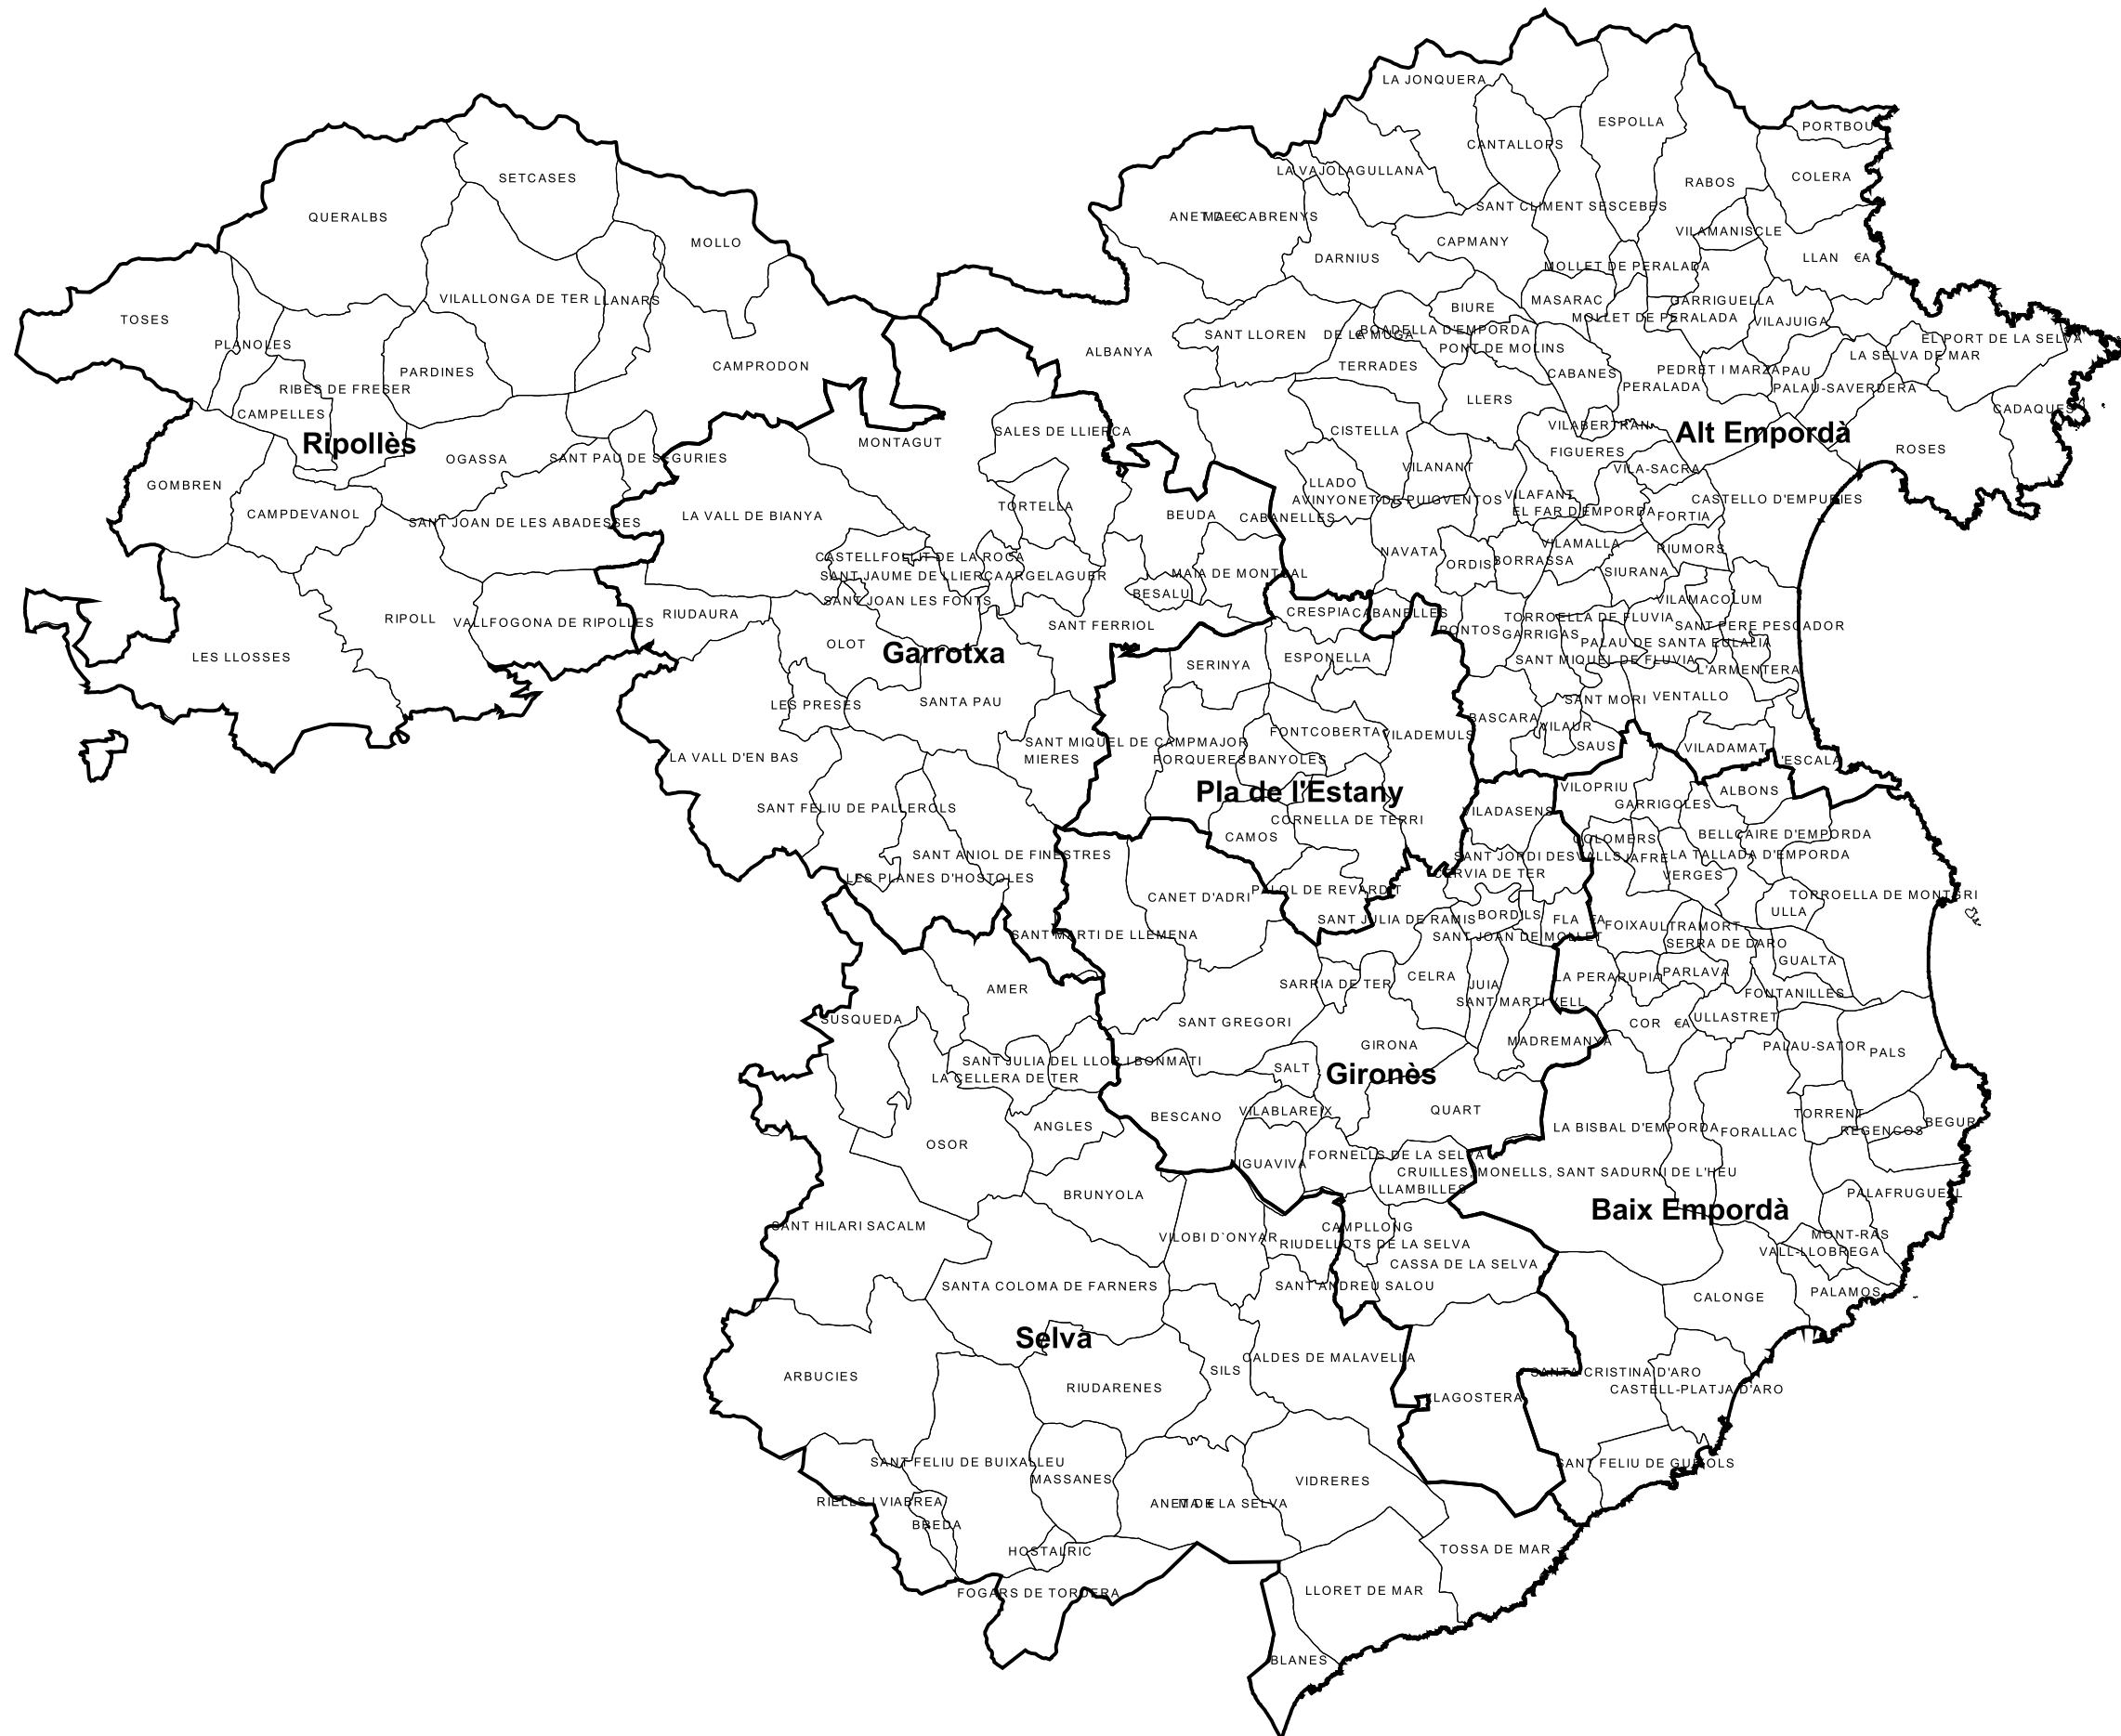 LA JONQUERA
ESPOLLA
PORTBOU
CANTALLOPS
LA VAJOL
AGULLANA
COLERA
SETCASES
RABOS
SANT CLIMENT SESCEBES
QUERALBS
VILAMANISCLE
MOLLO
CAPMANY
DARNIUS
LLAN €A
MOLLET DE PERALADA
VILALLONGA DE TER
LLANARS
MASARAC
GARRIGUELLA
BIURE
TOSES
MOLLET DE PERALADA
VILAJUIGA
SANT LLOREN DE LA MUGA
BOADELLA D'EMPORDA
EL PORT DE LA SELVA
PLANOLES
PONT DE MOLINS
ALBANYA
LA SELVA DE MAR
CAMPRODON
TERRADES
PEDRET I MARZA
PAU
PARDINES
CABANES
RIBES DE FRESER
PERALADA
PALAU-SAVERDERA
LLERS
CAMPELLES
CADAQUES
VILABERTRAN
Alt Empordà
SALES DE LLIERCA
CISTELLA
Ripollès
MONTAGUT
FIGUERES
ROSES
OGASSA
SANT PAU DE SEGURIES
VILANANT
VILA-SACRA
GOMBREN
LLADO
AVINYONET DE PUIGVENTOS
VILAFANT
CASTELLO D'EMPURIES
TORTELLA
EL FAR D'EMPORDA
CAMPDEVANOL
LA VALL DE BIANYA
BEUDA
CABANELLES
FORTIA
SANT JOAN DE LES ABADESSES
VILAMALLA
NAVATA
RIUMORS
CASTELLFOLLIT DE LA ROCA
ORDIS
BORRASSA
SANT JAUME DE LLIERCA
ARGELAGUER
MAIA DE MONTCAL
SIURANA
BESALU
SANT JOAN LES FONTS
VILAMACOLUM
RIPOLL
VALLFOGONA DE RIPOLLES
RIUDAURA
CRESPIA
CABANELLES
TORROELLA DE FLUVIA
SANT FERRIOL
SANT PERE PESCADOR
PONTOS
GARRIGAS
OLOT
PALAU DE SANTA EULALIA
Garrotxa
LES LLOSSES
SERINYA
ESPONELLA
SANT MIQUEL DE FLUVIA
L'ARMENTERA
LES PRESES
SANTA PAU
SANT MORI
VENTALLO
BASCARA
VILAUR
FONTCOBERTA
VILADEMULS
SANT MIQUEL DE CAMPMAJOR
SAUS
VILADAMAT
LA VALL D'EN BAS
MIERES
PORQUERES
BANYOLES
L'ESCALA
Pla de l'Estany
VILOPRIU
ALBONS
SANT FELIU DE PALLEROLS
GARRIGOLES
VILADASENS
CORNELLA DE TERRI
CAMOS
COLOMERS
BELLCAIRE D'EMPORDA
SANT ANIOL DE FINESTRES
SANT JORDI DESVALLS
JAFRE
LA TALLADA D'EMPORDA
LES PLANES D'HOSTOLES
CERVIA DE TER
VERGES
CANET D'ADRI
PALOL DE REVARDIT
TORROELLA DE MONTGRI
ULLA
SANT JULIA DE RAMIS
BORDILS
FLA €A
FOIXA
ULTRAMORT
SANT MARTI DE LLEMENA
SANT JOAN DE MOLLET
SERRA DE DARO
GUALTA
SARRIA DE TER
CELRA
JUIA
LA PERA
RUPIA
PARLAVA
AMER
FONTANILLES
SANT MARTI VELL
SUSQUEDA
SANT GREGORI
COR €A
ULLASTRET
GIRONA
MADREMANYA
PALAU-SATOR
PALS
SANT JULIA DEL LLOR I BONMATI
SALT
Gironès
LA CELLERA DE TER
BESCANO
VILABLAREIX
QUART
TORRENT
BEGUR
ANGLES
LA BISBAL D'EMPORDA
FORALLAC
REGENCOS
OSOR
AIGUAVIVA
FORNELLS DE LA SELVA
CRUILLES, MONELLS, SANT SADURNI DE L'HEU
LLAMBILLES
BRUNYOLA
PALAFRUGUELL
Baix Empordà
SANT HILARI SACALM
CAMPLLONG
VILOBI D`ONYAR
RIUDELLOTS DE LA SELVA
MONT-RAS
VALL-LLOBREGA
CASSA DE LA SELVA
SANTA COLOMA DE FARNERS
SANT ANDREU SALOU
CALONGE
PALAMOS
Selva
ARBUCIES
SILS
CALDES DE MALAVELLA
SANTA CRISTINA D'ARO
RIUDARENES
CASTELL-PLATJA D'ARO
LLAGOSTERA
SANT FELIU DE BUIXALLEU
SANT FELIU DE GUIXOLS
MASSANES
VIDRERES
RIELLS I VIABREA
DE LA SELVA
BREDA
HOSTALRIC
TOSSA DE MAR
FOGARS DE TORDERA
LLORET DE MAR
BLANES